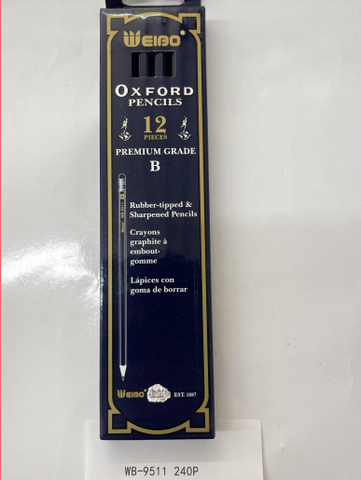 WEIBO
OXFORD
PENCILS
12
PIECES
PREMIUM GRADE
B
Rubber-tipped &
Sharpened Pencils
Crayons
graphite à
embout-
gomme
Lápices con
goma de borrar
WEIBO EST. 1887
WB-9511 240P